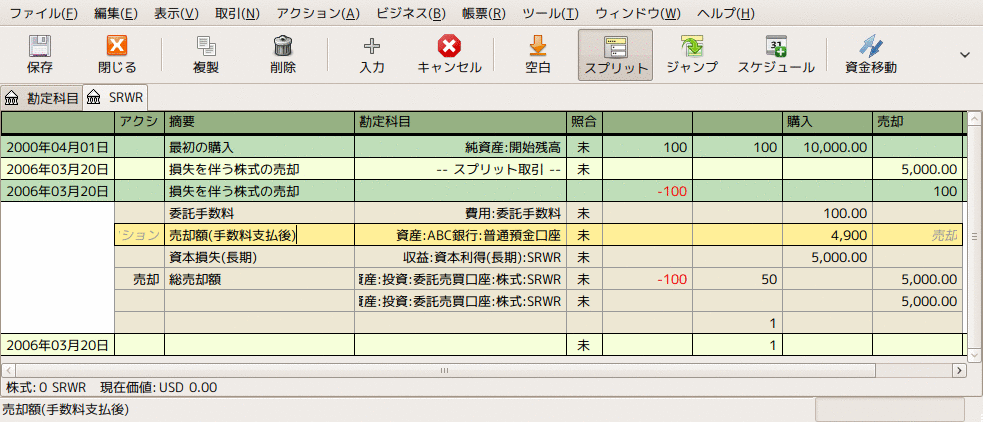 ファイル(F) 編集(E) 表示(V) 取引(N) アクション(A) ビジネス(B) 帳票(R) ツール(T) ウィンドウ(W) ヘルプ(H)
保存 閉じる 複製 削除 入力 キャンセル 空白 スプリット ジャンプ スケジュール 資金移動
勘定科目 SRWR
アクシ 摘要 勘定科目 照合 購入 売却
2000年04月01日 最初の購入 純資産:開始残高 未 100 100 10,000.00
2006年03月20日 損失を伴う株式の売却 -- スプリット取引 -- 未 5,000.00
2006年03月20日 損失を伴う株式の売却 -100 100
委託手数料 費用:委託手数料 未 100.00
ション 売却額(手数料支払後) 資産:ABC銀行:普通預金口座 未 4,900 売却
資本損失(長期) 収益:資本利得(長期):SRWR 未 5,000.00
売却 総売却額 資産:投資:委託売買口座:株式:SRWR 未 -100 50 5,000.00
資産:投資:委託売買口座:株式:SRWR 未 5,000.00
1
2006年03月20日 未 1
株式: 0 SRWR 現在価値: USD 0.00
売却額(手数料支払後)